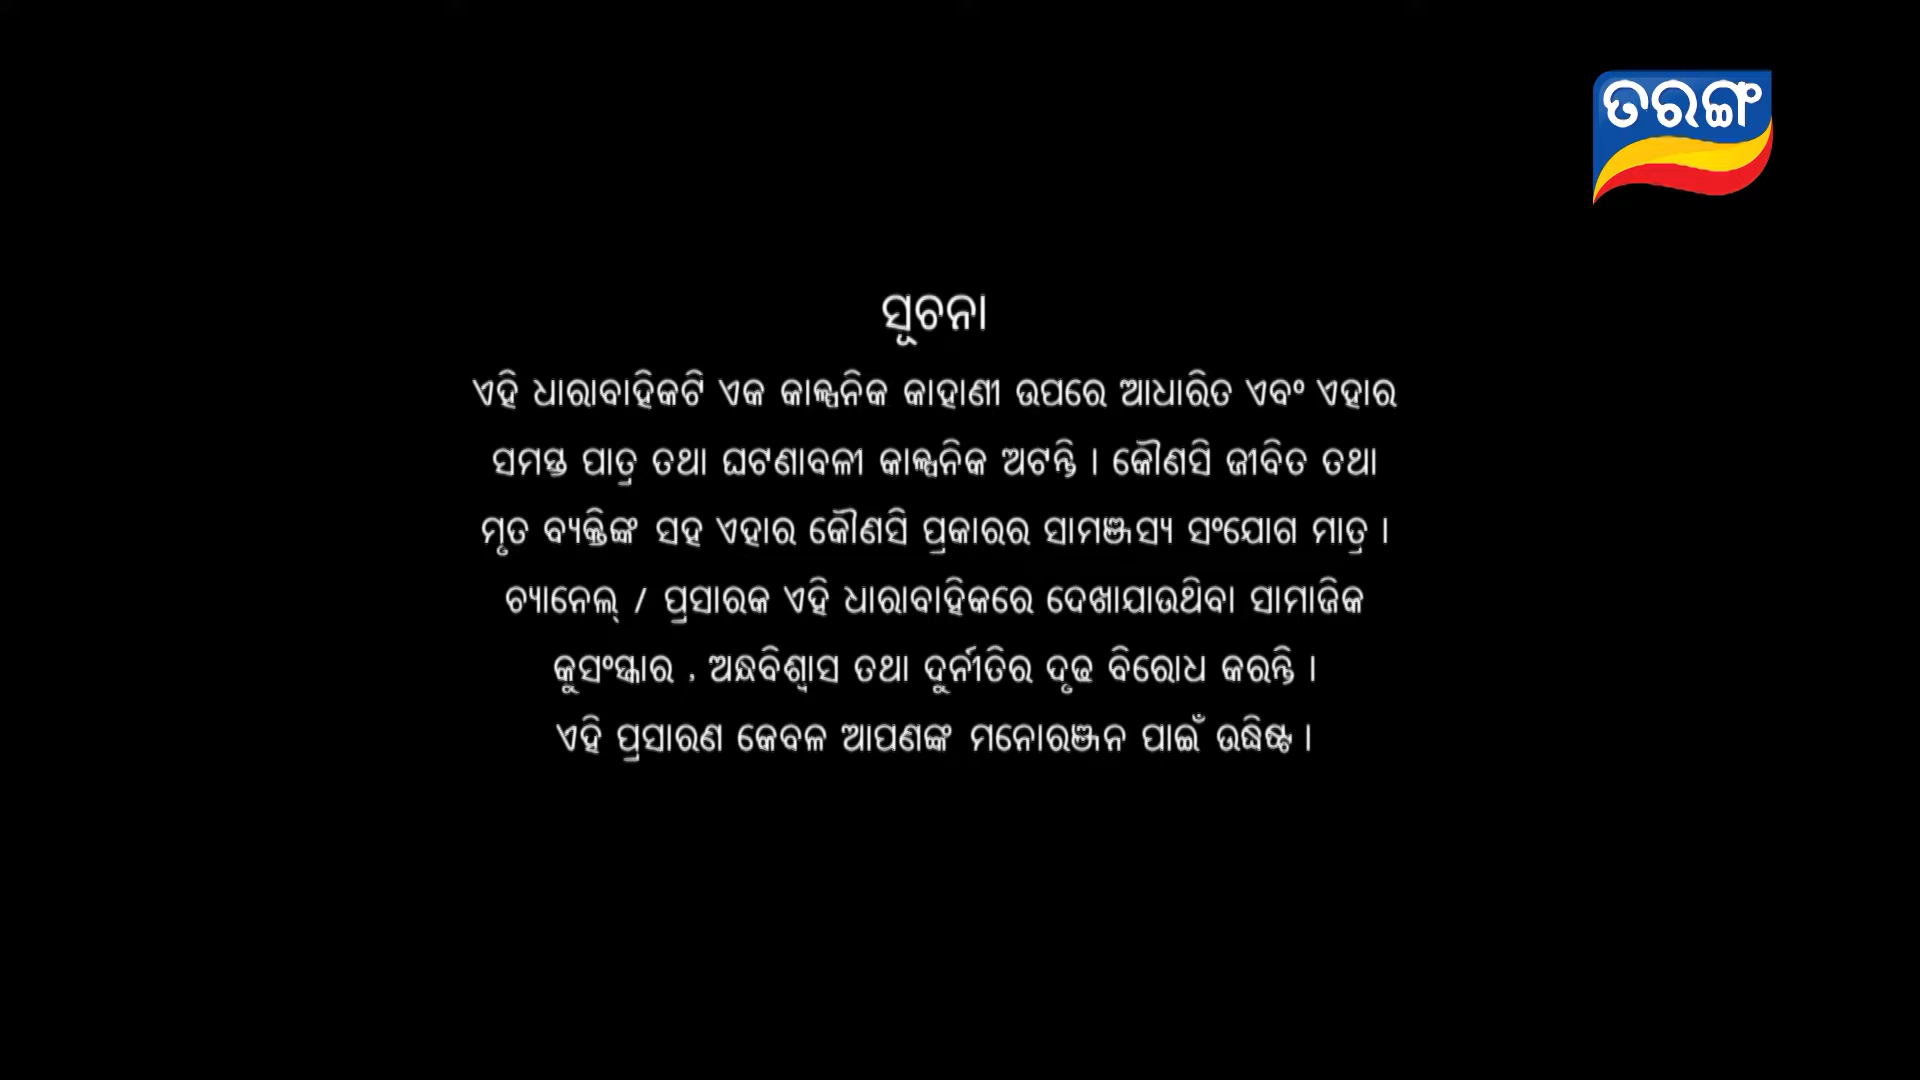 ତରଙ୍ଗ
ସୂଚନା
ଏହି ଧାରାବାହିକଟି ଏକ କାଳ୍ପନିକ କାହାଣୀ ଉପରେ ଆଧାରିତ ଏବଂ ଏହାର
ସମସ୍ତ ପାତ୍ର ତଥା ଘଟଣାବଳୀ କାଳ୍ପନିକ ଅଟନ୍ତି । କୌଣସି ଜୀବିତ ତଥା
ମୃତ ବ୍ୟକ୍ତିଙ୍କ ସହ ଏହାର କୌଣସି ପ୍ରକାରର ସାମଞ୍ଜସ୍ୟ ସଂଯୋଗ ମାତ୍ର ।
ଚ୍ୟାନେଲ୍ / ପ୍ରସାରକ ଏହି ଧାରାବାହିକରେ ଦେଖାଯାଉଥିବା ସାମାଜିକ
କୁସଂସ୍କାର , ଅନ୍ଧବିଶ୍ୱାସ ତଥା ଦୁର୍ନୀତିର ଦୃଢ ବିରୋଧ କରନ୍ତି ।
ଏହି ପ୍ରସାରଣ କେବଳ ଆପଣଙ୍କ ମନୋରଞ୍ଜନ ପାଇଁ ଉଦ୍ଧିଷ୍ଟ ।